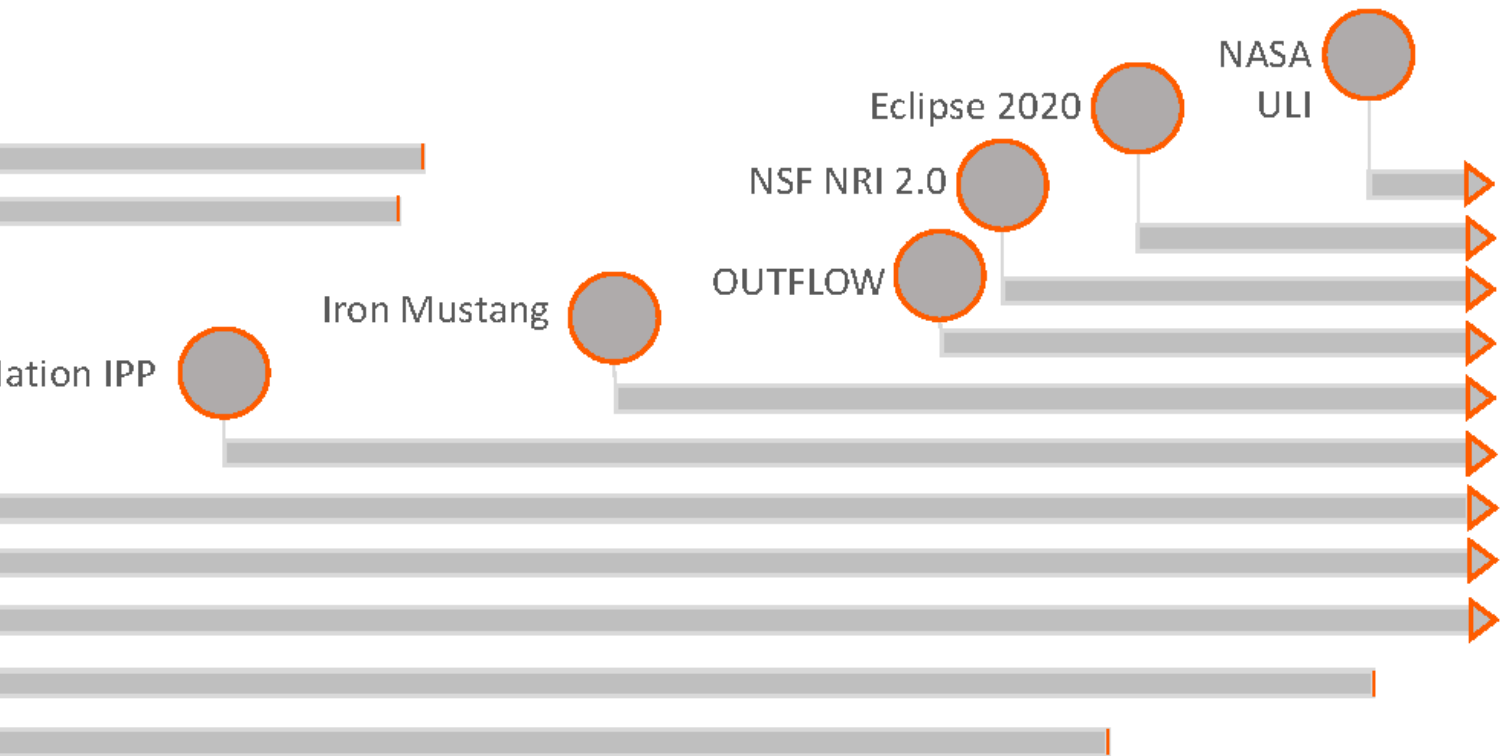 NASA
ULI
Eclipse 2020
NSF NRI 2.0
OUTFLOW
Iron Mustang
lation IPP